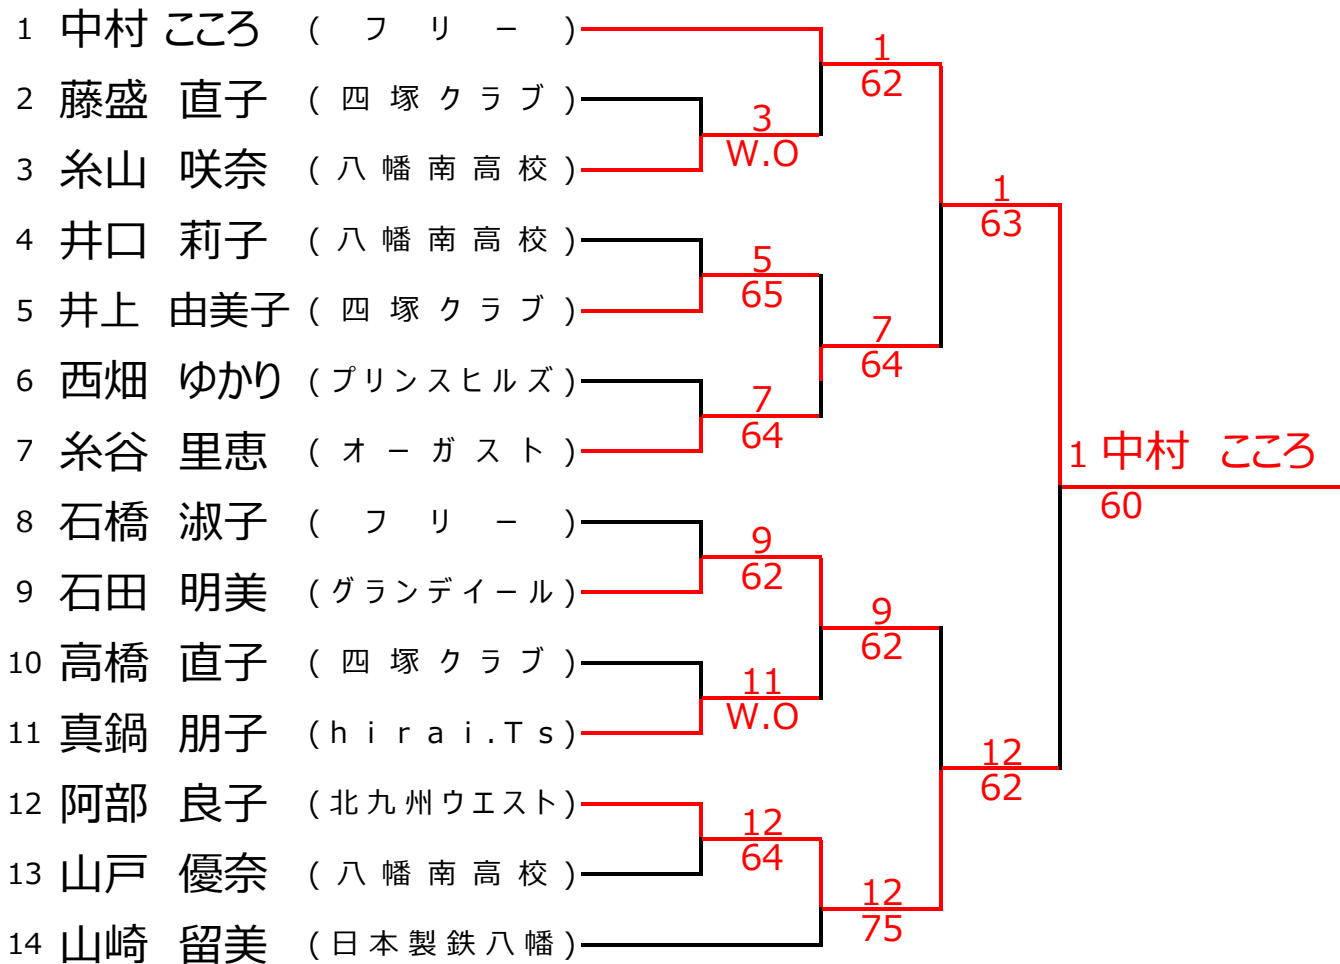 1 中村 こころ (フリー)
1
62
2 藤盛 直子 (四塚クラブ)
3
W.O
3 糸山 咲奈 (八幡南高校)
1
63
4 井口 莉子 (八幡南高校)
5
65
5 井上 由美子 (四塚クラブ)
7
64
6 西畑 ゆかり (プリンスヒルズ)
7
64
7 糸谷 里恵 (オーガスト)
1 中村 こころ
60
8 石橋 淑子 (フリー)
9
62
9 石田 明美 (グランデイール)
9
62
10 高橋 直子 (四塚クラブ)
11
W.O
11 真鍋 朋子 (hirai.Ts)
12
62
12 阿部 良子 (北九州ウエスト)
12
64
13 山戸 優奈 (八幡南高校)
12
75
14 山崎 留美 (日本製鉄八幡)